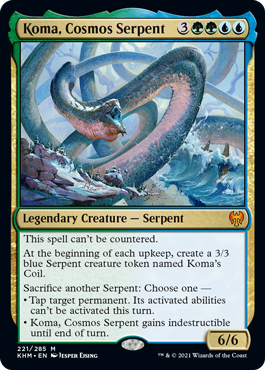 Koma, Cosmos Serpent 3
Legendary Creature — Serpent
This spell can't be countered.
At the beginning of each upkeep, create a 3/3
blue Serpent creature token named Koma's
Coil.
Sacrifice another Serpent: Choose one —
• Tap target permanent. Its activated abilities
can't be activated this turn.
• Koma, Cosmos Serpent gains indestructible
until end of turn.
6/6
221/285 M
KHM • EN Jesper Ejsing
™ & © 2021 Wizards of the Coast